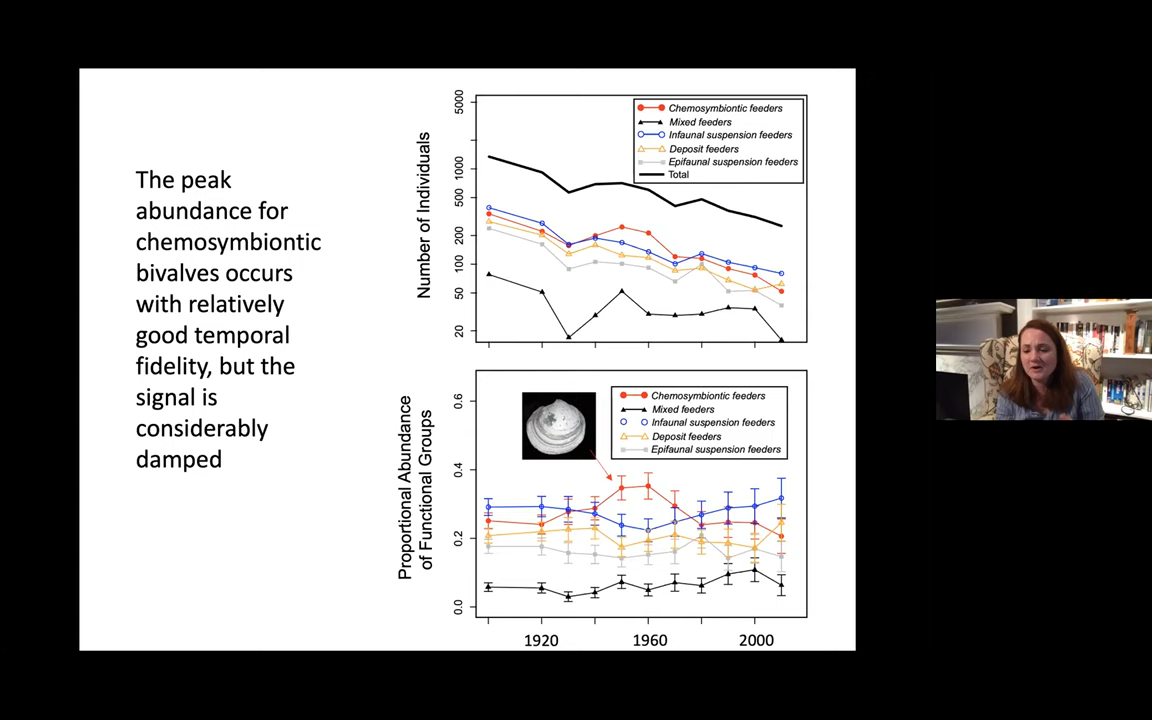 The peak
abundance for
chemosymbiontic
bivalves occurs
with relatively
good temporal
fidelity, but the
signal is
considerably
damped
Number of Individuals
5000
1000
500
200
100
50
20
Chemosymbiontic feeders
Mixed feeders
Infaunal suspension feeders
Deposit feeders
Epifaunal suspension feeders
Total
Proportional Abundance
of Functional Groups
0.6
0.4
0.2
0.0
Chemosymbiontic feeders
Mixed feeders
Infaunal suspension feeders
Deposit feeders
Epifaunal suspension feeders
1920
1960
2000